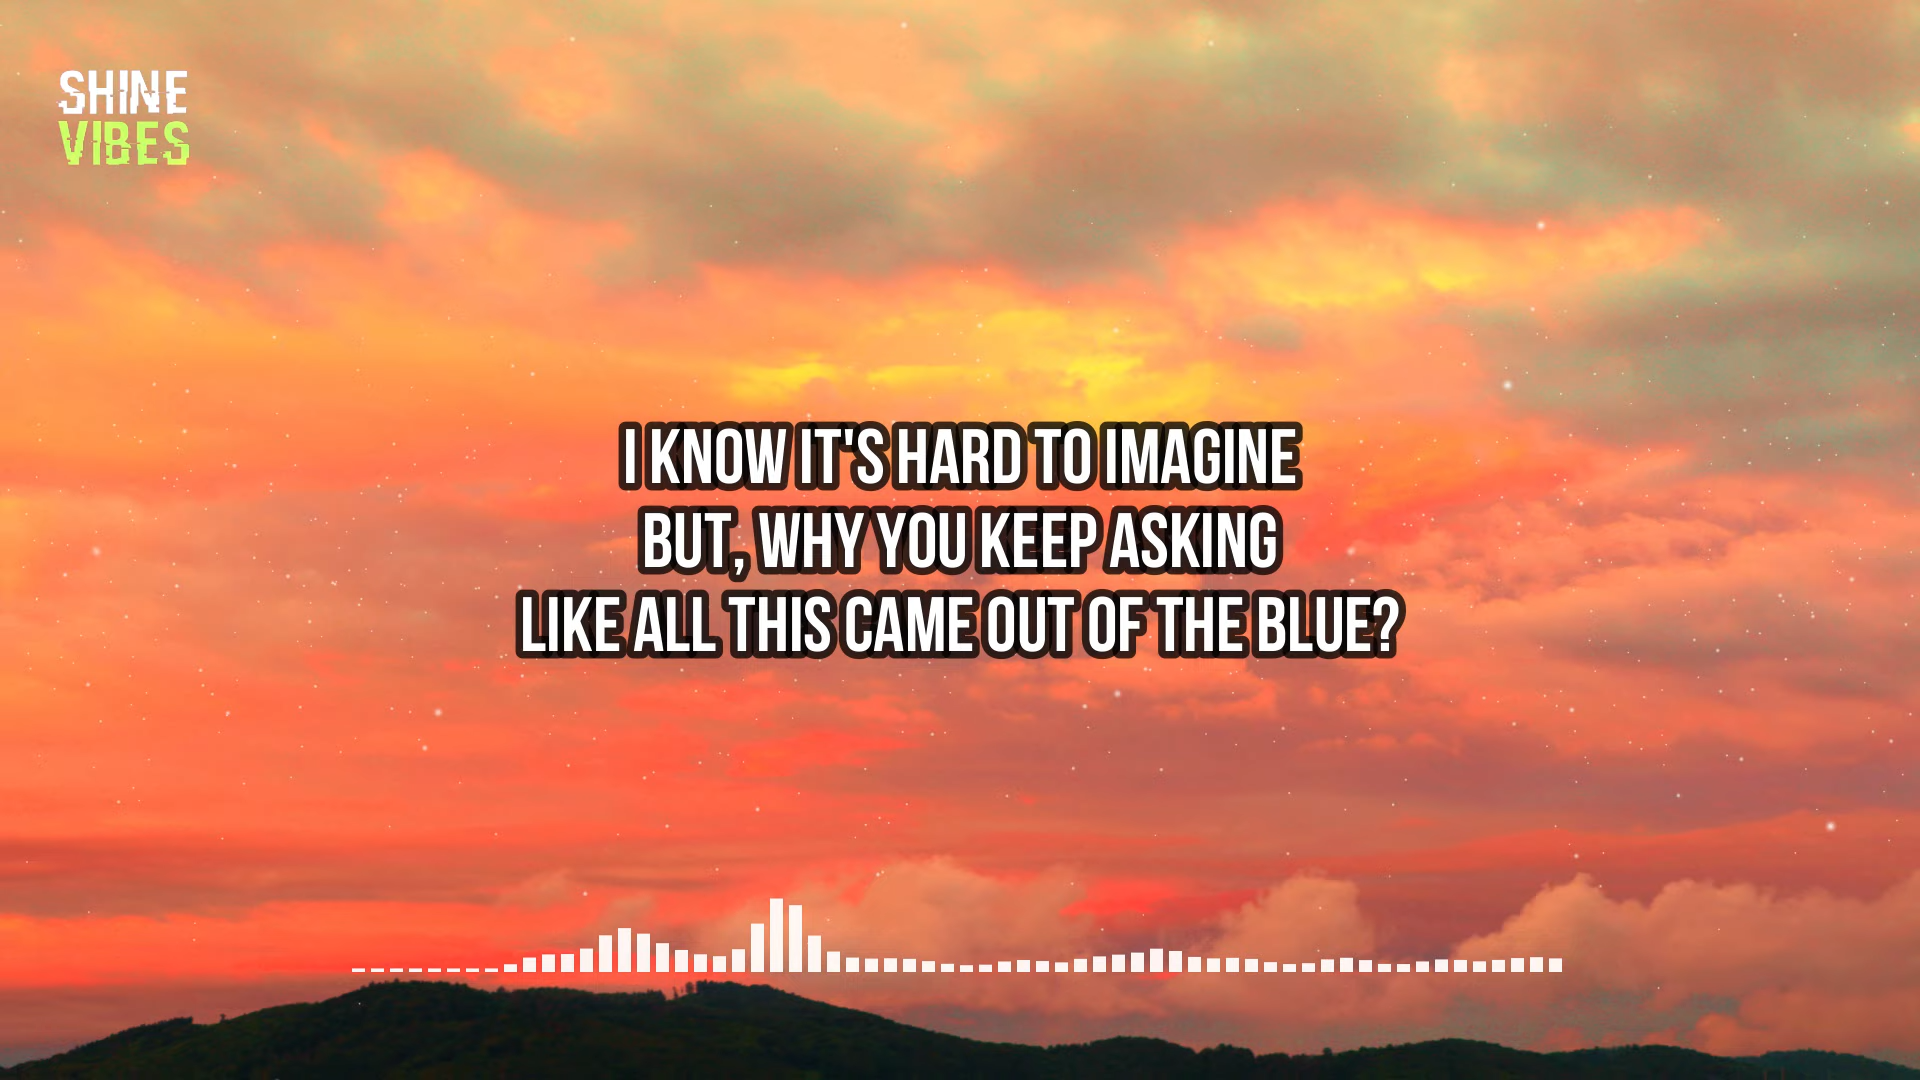 SHINE
VIBES
I KNOW IT'S HARD TO IMAGINE
BUT, WHY YOU KEEP ASKING
LIKE ALL THIS CAME OUT OF THE BLUE?